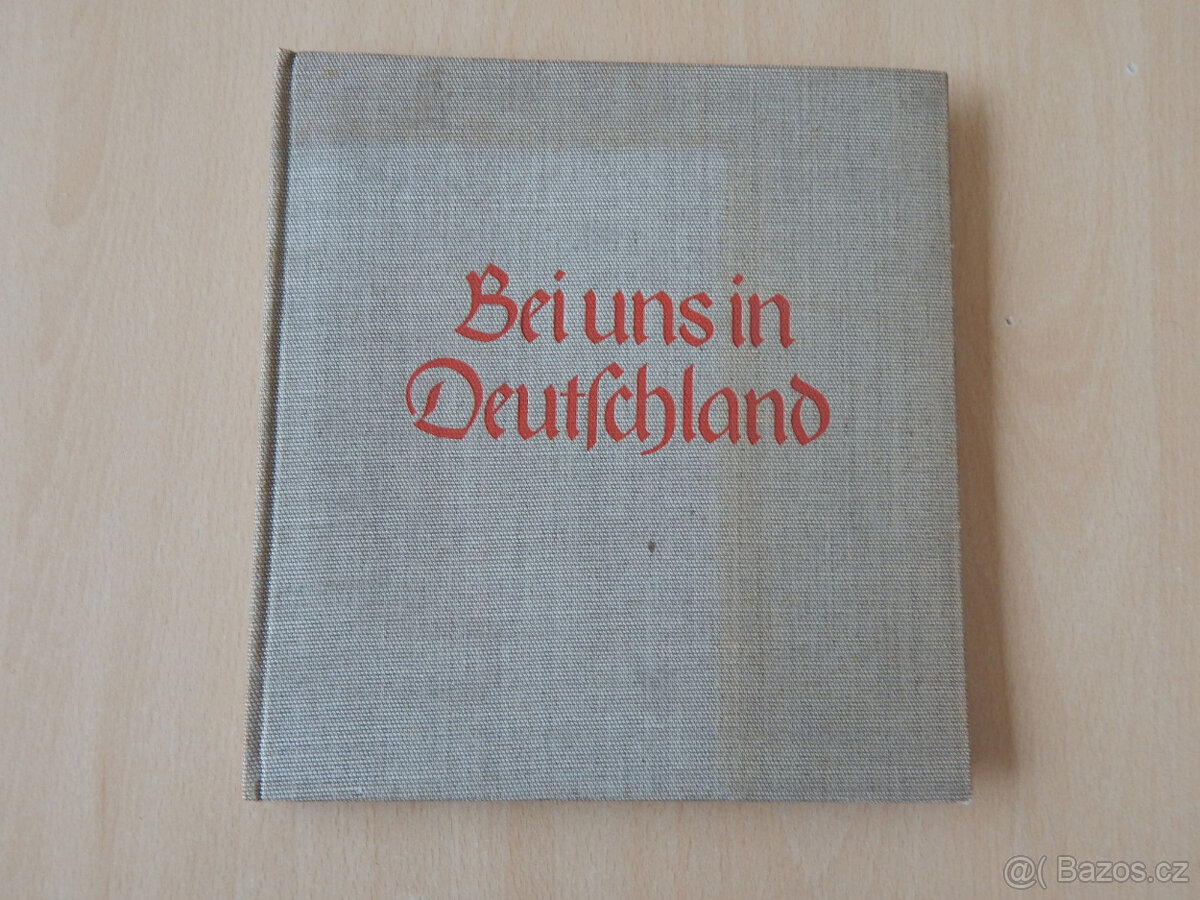 Bei uns in
Deutſchland
@( Bazos.cz